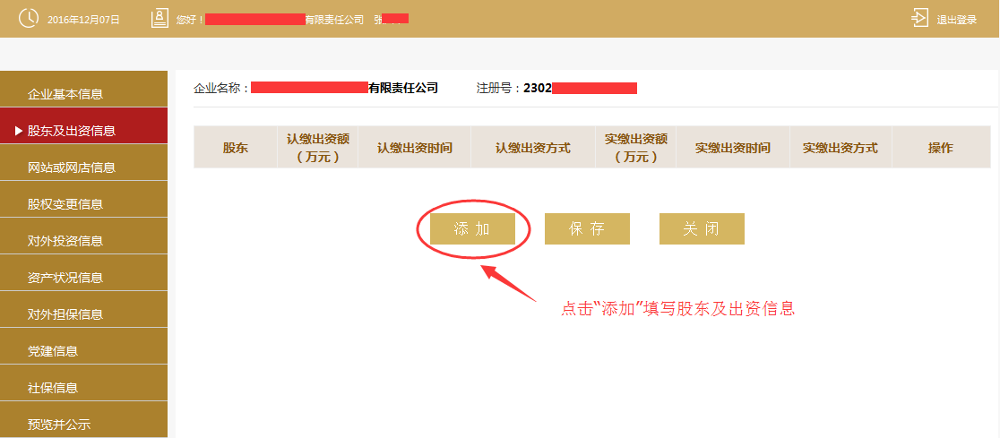 2016年12月07日
您好！
有限责任公司 张
退出登录
企业基本信息
股东及出资信息
网站或网店信息
股权变更信息
对外投资信息
资产状况信息
对外担保信息
党建信息
社保信息
预览并公示
企业名称：有限责任公司 注册号：2302
股东
认缴出资额
（万元）
认缴出资时间
认缴出资方式
实缴出资额
（万元）
实缴出资时间
实缴出资方式
操作
添加
保存
关闭
点击“添加”填写股东及出资信息